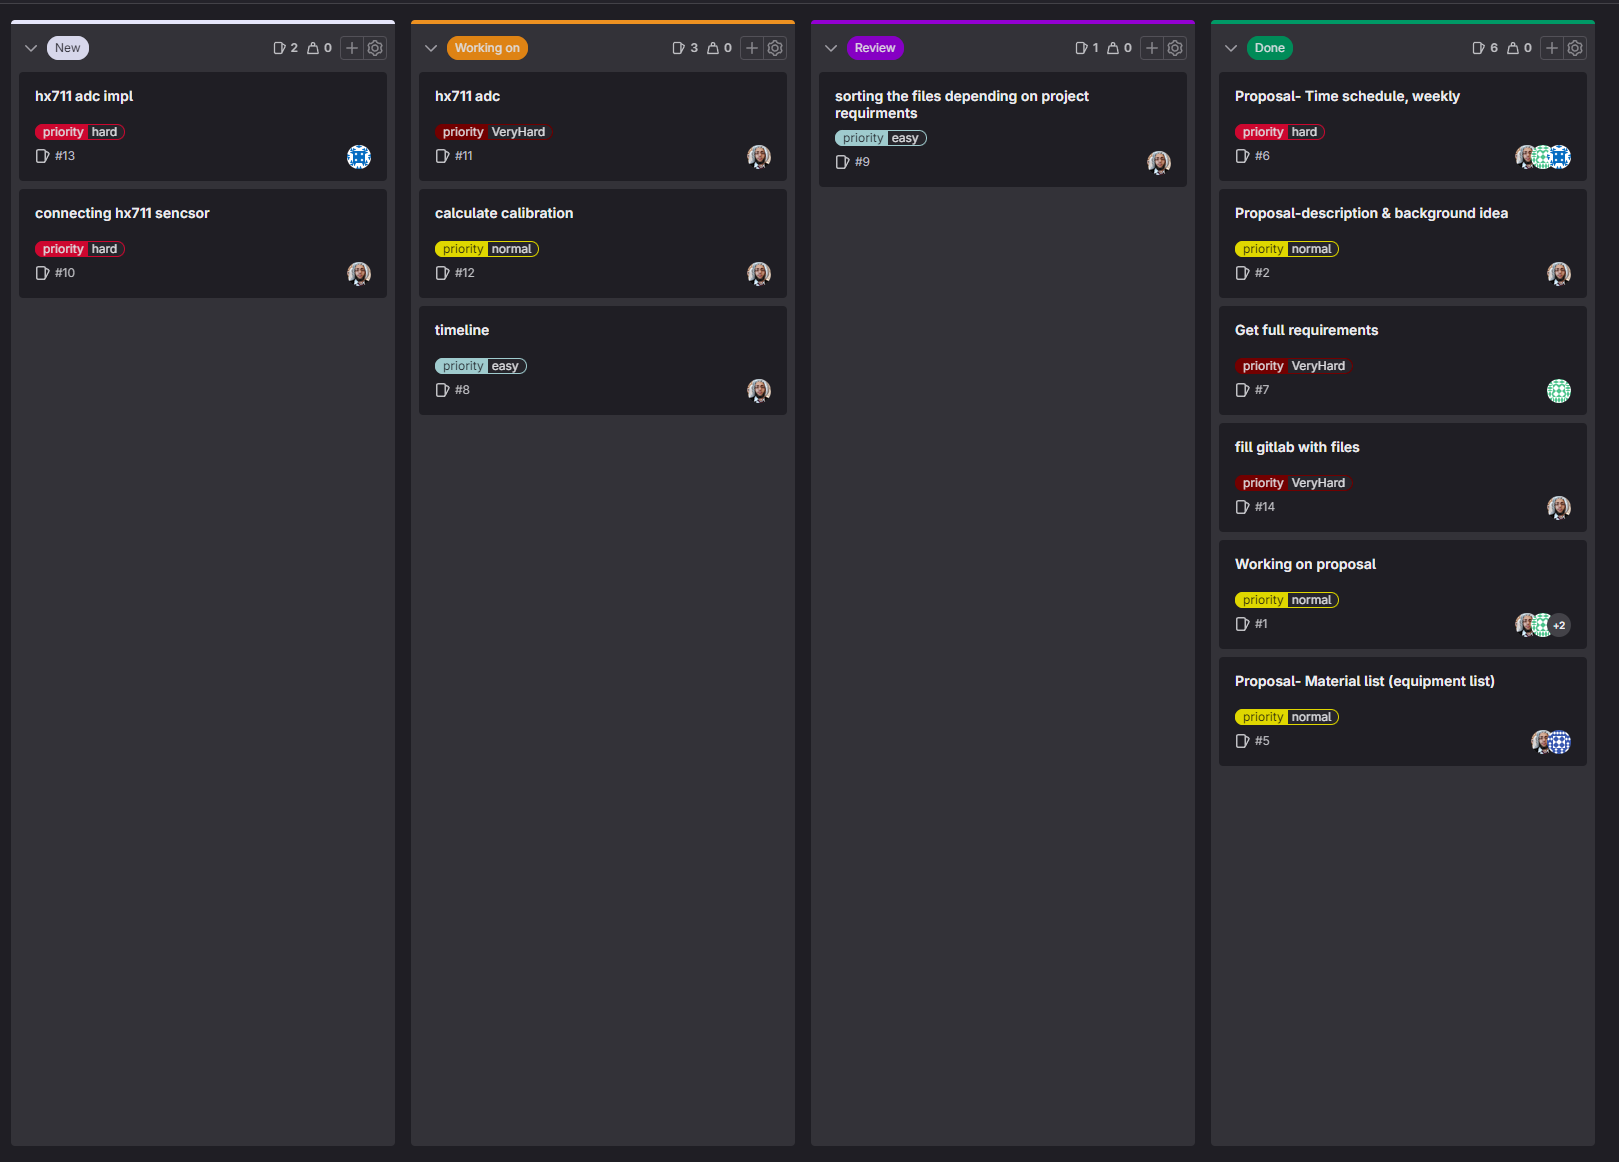 New 2 0
hx711 adc impl
priority hard
#13
connecting hx711 sencsor
priority hard
#10
Working on 3 0
hx711 adc
priority VeryHard
#11
calculate calibration
priority normal
#12
timeline
priority easy
#8
Review 1 0
sorting the files depending on project
requirments
priority easy
#9
Done 6 0
Proposal- Time schedule, weekly
priority hard
#6
Proposal-description & background idea
priority normal
#2
Get full requirements
priority VeryHard
#7
fill gitlab with files
priority VeryHard
#14
Working on proposal
priority normal
#1 +2
Proposal- Material list (equipment list)
priority normal
#5